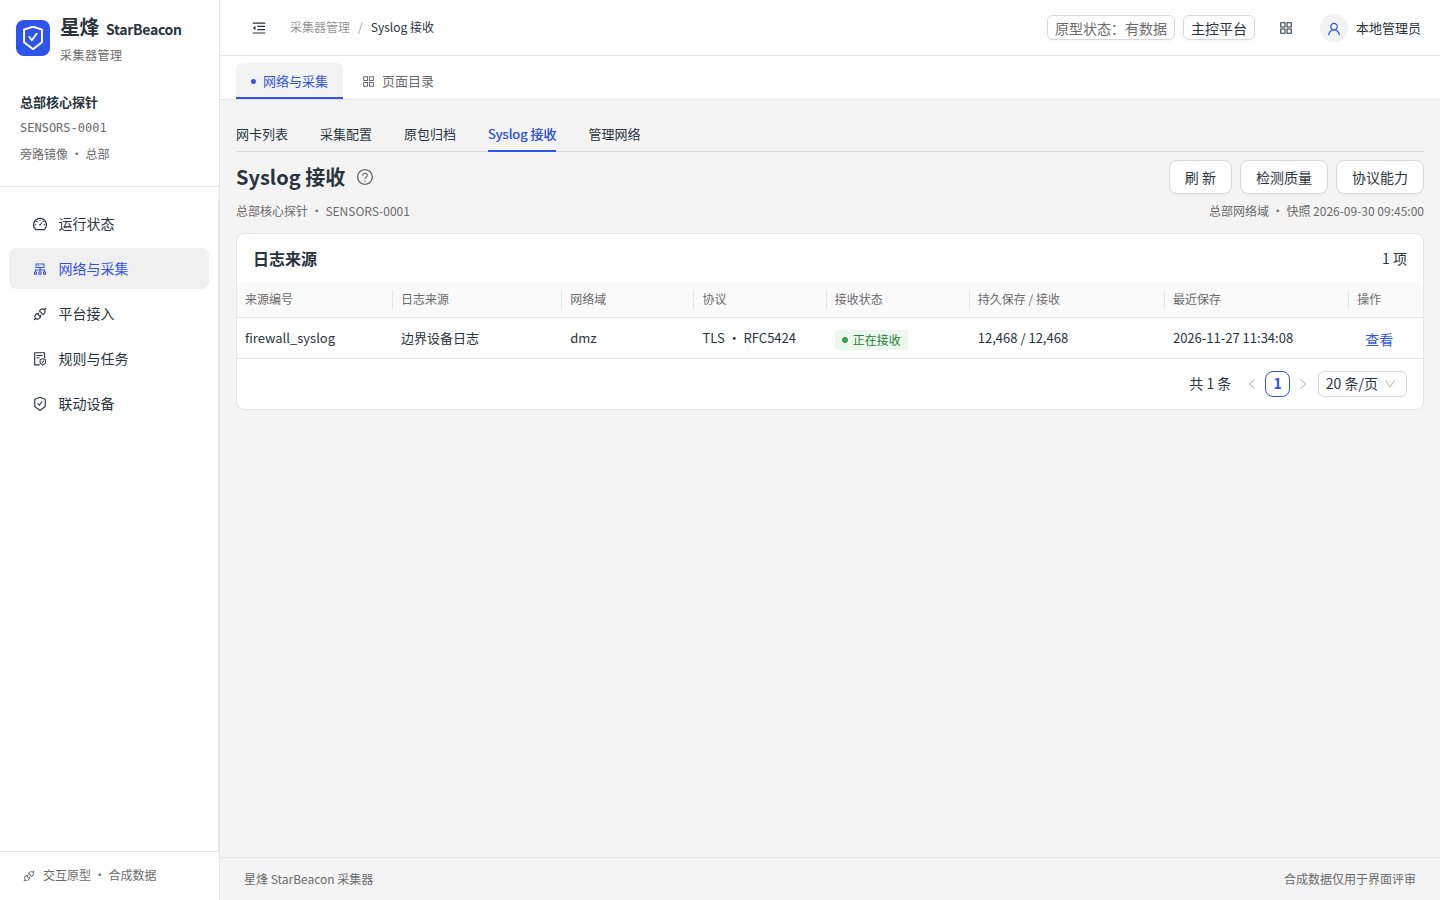 星烽 StarBeacon
采集器管理
总部核心探针
SENSORS-0001
旁路镜像 · 总部
运行状态
网络与采集
平台接入
规则与任务
联动设备
交互原型 · 合成数据
采集器管理 / Syslog 接收
原型状态：有数据
主控平台
本地管理员
网络与采集
页面目录
网卡列表 采集配置 原包归档 Syslog 接收 管理网络
Syslog 接收
刷 新 检测质量 协议能力
总部核心探针 · SENSORS-0001
总部网络域 · 快照 2026-09-30 09:45:00
日志来源
1 项
来源编号 日志来源 网络域 协议 接收状态 持久保存 / 接收 最近保存 操作
firewall_syslog 边界设备日志 dmz TLS · RFC5424 正在接收 12,468 / 12,468 2026-11-27 11:34:08 查看
共 1 条 1 20 条/页
星烽 StarBeacon 采集器
合成数据仅用于界面评审